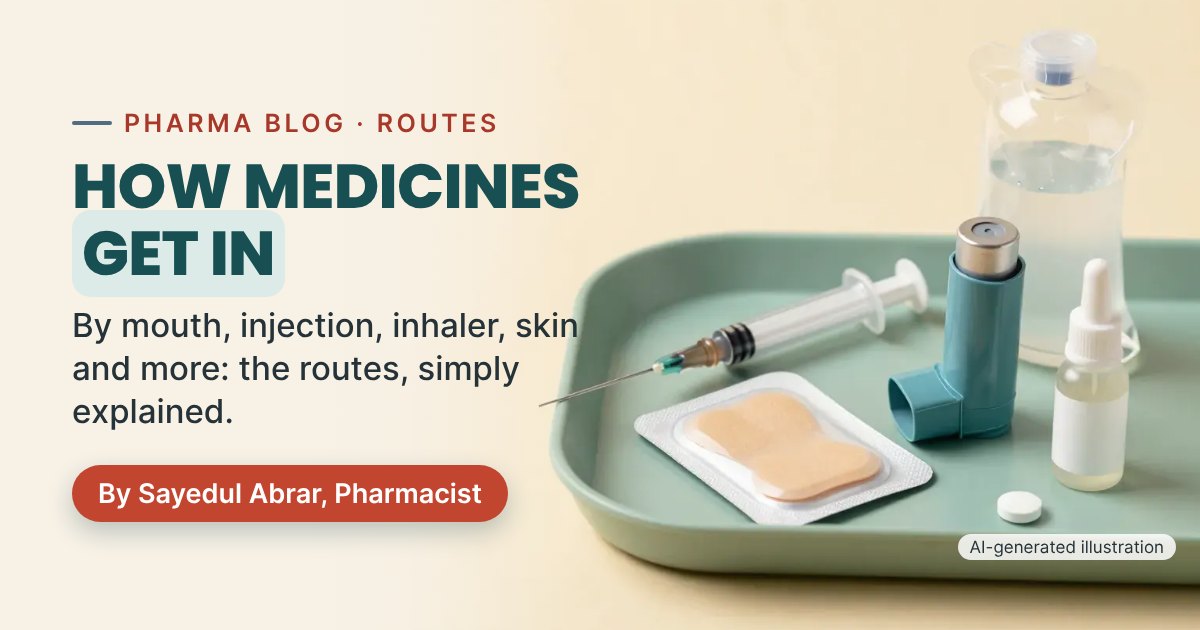 PHARMA BLOG · ROUTES
HOW MEDICINES
GET IN
By mouth, injection, inhaler, skin
and more: the routes, simply
explained.
By Sayedul Abrar, Pharmacist
AI-generated illustration